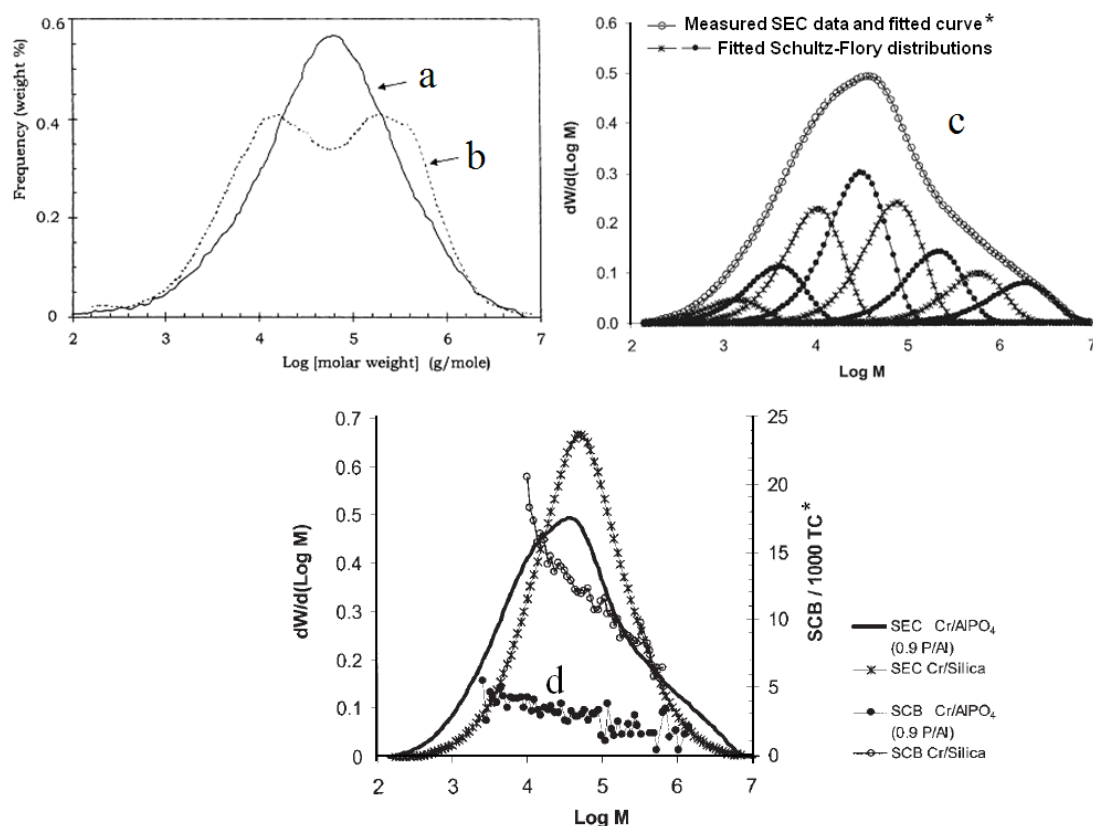 Frequency (weight %)
0.4
0.2
0
2
3
4
5
6
7
Log [molar weight] (g/mole)
a
b
Measured SEC data and fitted curve*
Fitted Schultz-Flory distributions
dW/d(Log M)
0.5
0.4
0.3
0.2
0.1
0.0
2
3
4
5
6
7
Log M
c
dW/d(Log M)
0.7
0.6
0.5
0.4
0.3
0.2
0.1
0
2
3
4
5
6
7
Log M
25
20
15
10
5
0
SCB / 1000 TC*
d
SEC Cr/AlPO4
(0.9 P/Al)
SEC Cr/Silica
SCB Cr/AlPO4
(0.9 P/Al)
SCB Cr/Silica